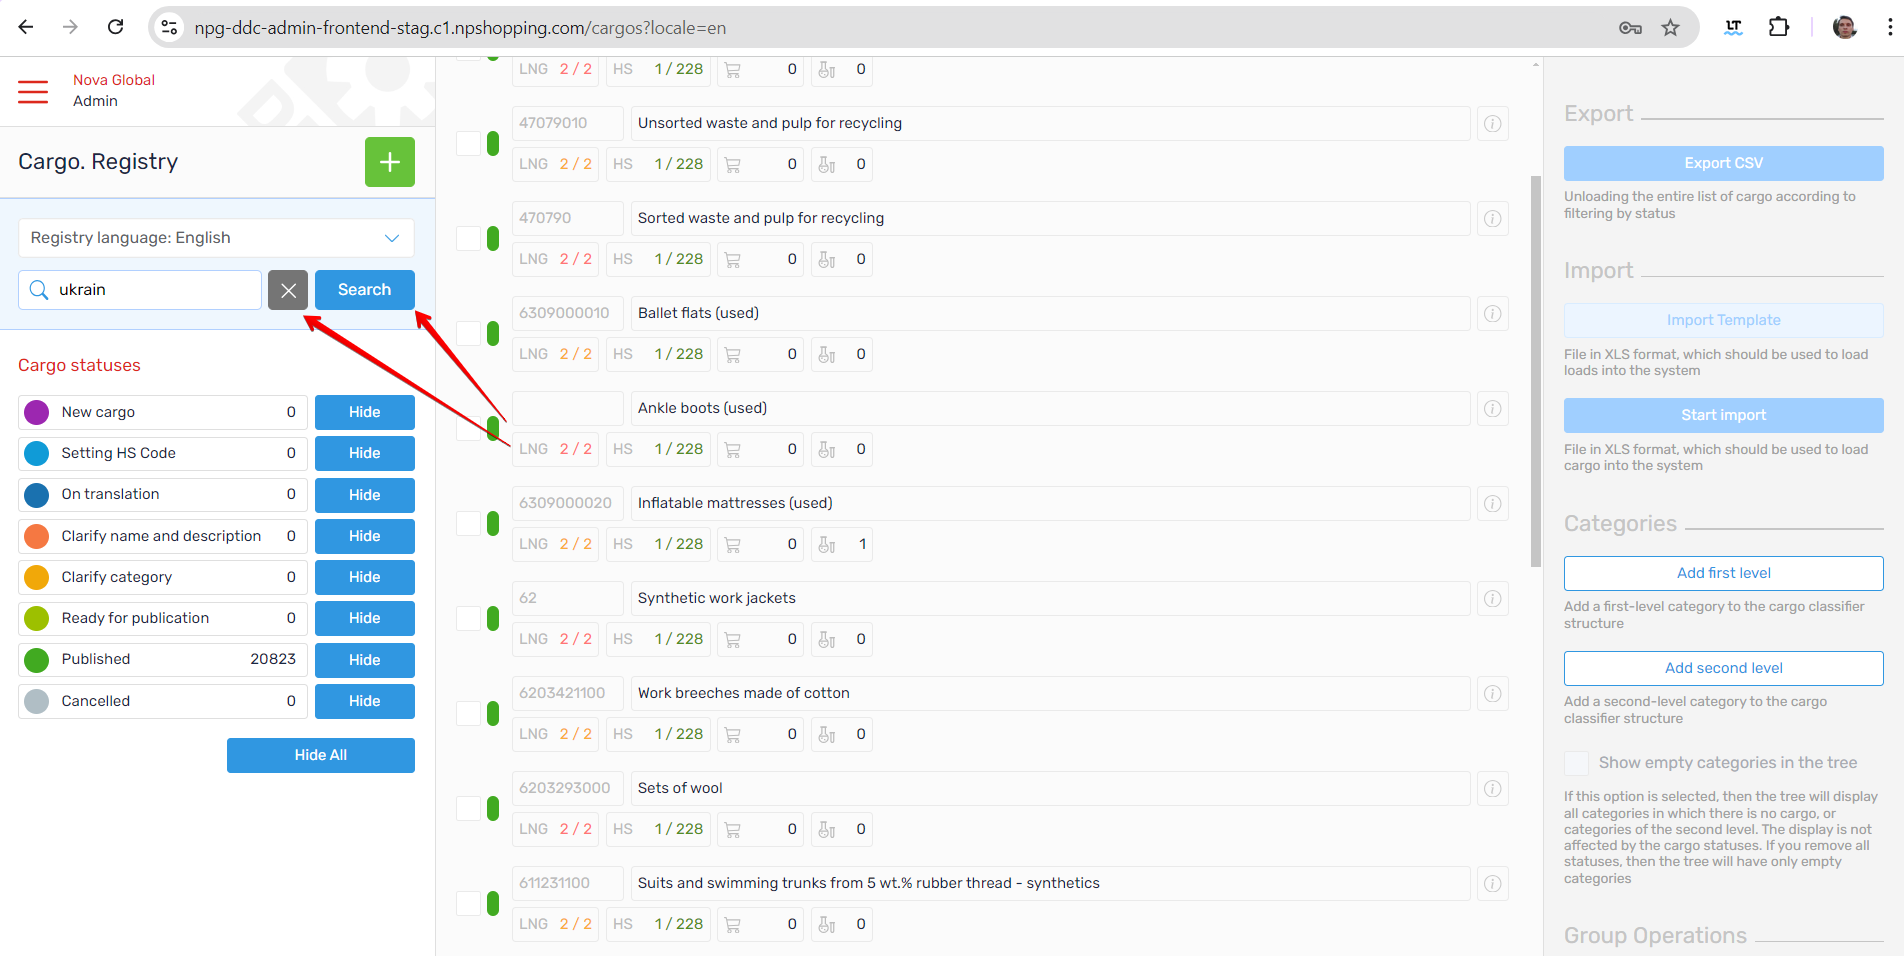 npg-ddc-admin-frontend-stag.c1.npshopping.com/cargos?locale=en
LT
Nova Global
Admin
Cargo. Registry
Registry language: English
ukrain
Search
Cargo statuses
New cargo 0 Hide
Setting HS Code 0 Hide
On translation 0 Hide
Clarify name and description 0 Hide
Clarify category 0 Hide
Ready for publication 0 Hide
Published 20823 Hide
Cancelled 0 Hide
Hide All
LNG 2 / 2 HS 1 / 228 0 0
47079010 Unsorted waste and pulp for recycling
LNG 2 / 2 HS 1 / 228 0 0
470790 Sorted waste and pulp for recycling
LNG 2 / 2 HS 1 / 228 0 0
6309000010 Ballet flats (used)
LNG 2 / 2 HS 1 / 228 0 0
Ankle boots (used)
LNG 2 / 2 HS 1 / 228 0 0
6309000020 Inflatable mattresses (used)
LNG 2 / 2 HS 1 / 228 0 1
62 Synthetic work jackets
LNG 2 / 2 HS 1 / 228 0 0
6203421100 Work breeches made of cotton
LNG 2 / 2 HS 1 / 228 0 0
6203293000 Sets of wool
LNG 2 / 2 HS 1 / 228 0 0
611231100 Suits and swimming trunks from 5 wt.% rubber thread - synthetics
LNG 2 / 2 HS 1 / 228 0 0
Export
Export CSV
Unloading the entire list of cargo according to
filtering by status
Import
Import Template
File in XLS format, which should be used to load
loads into the system
Start import
File in XLS format, which should be used to load
cargo into the system
Categories
Add first level
Add a first-level category to the cargo classifier
structure
Add second level
Add a second-level category to the cargo
classifier structure
Show empty categories in the tree
If this option is selected, then the tree will display
all categories in which there is no cargo, or
categories of the second level. The display is not
affected by the cargo statuses. If you remove all
statuses, then the tree will have only empty
categories
Group Operations